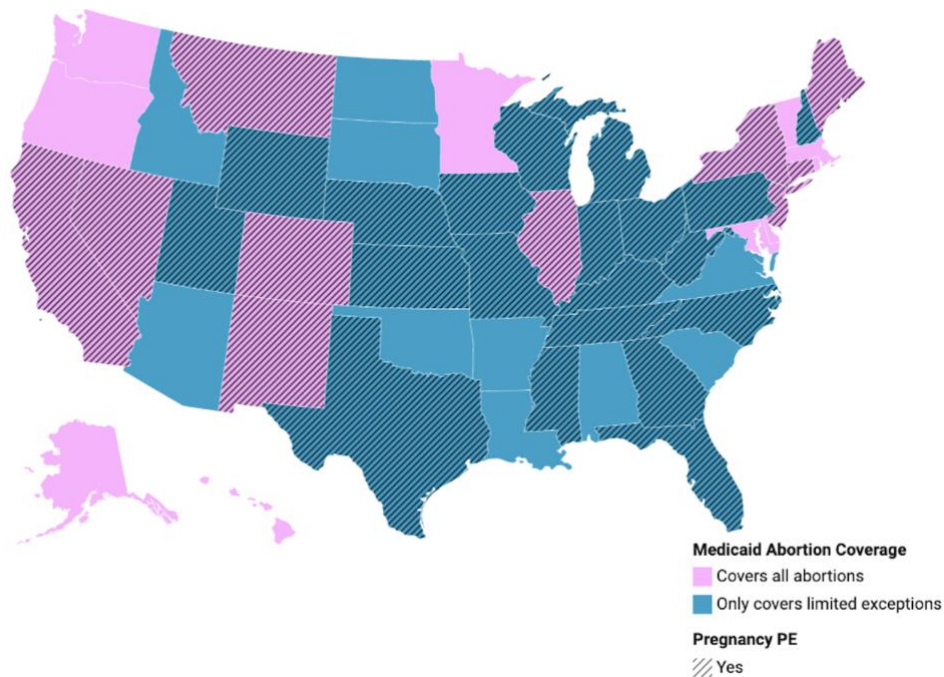 Medicaid Abortion Coverage
Covers all abortions
Only covers limited exceptions
Pregnancy PE
Yes